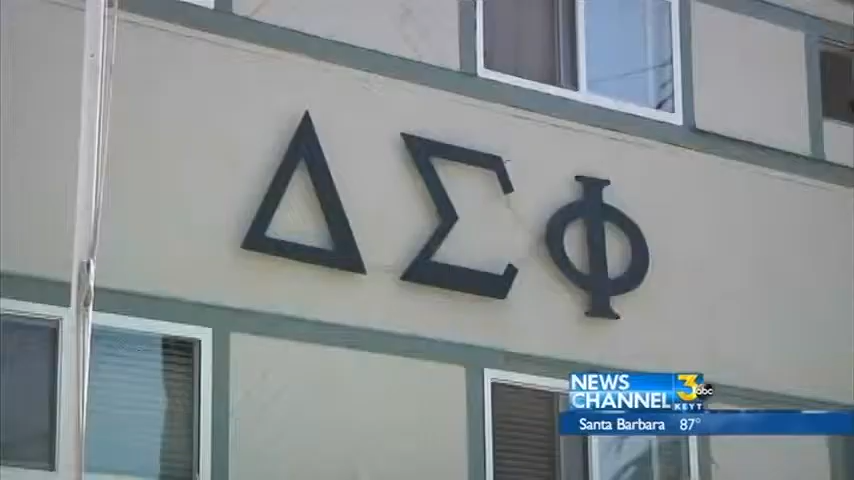 ΔΣΦ
NEWS
CHANNEL 3 abc
KEYT
Santa Barbara 87°